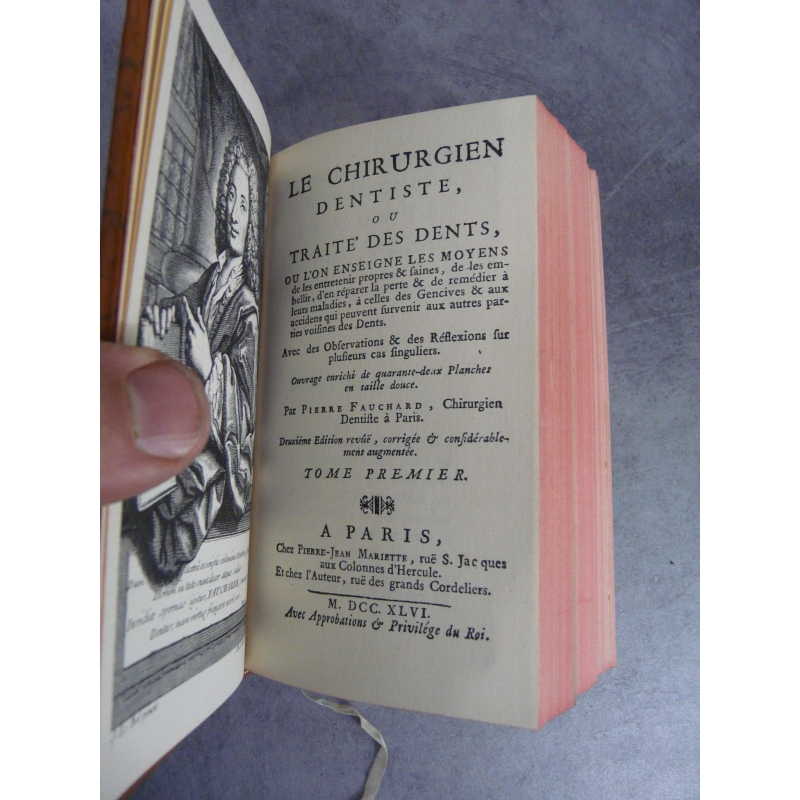 LE CHIRURGIEN
DENTISTE,
OU
TRAITE' DES DENTS,
OU L'ON ENSEIGNE LES MOYENS
de les entretenir propres & saines, de les em-
bellir, d'en réparer la perte & de remédier à
leurs maladies, à celles des Gencives & aux
accidens qui peuvent survenir aux autres par-
ties voisines des Dents.
Avec des Observations & des Réflexions sur
plusieurs cas singuliers.
Ouvrage enrichi de quarante-deux Planches
en taille douce.
Par PIERRE FAUCHARD, Chirurgien
Dentiste à Paris.
Deuxiéme Edition revûë, corrigée & considérable-
ment augmentée.
TOME PREMIER.
A PARIS,
Chez PIERRE-JEAN MARIETTE, ruë S. Jacques
aux Colonnes d'Hercule.
Et chez l'Auteur, ruë des grands Cordeliers.
M. DCC. XLVI.
Avec Approbations & Privilége du Roi.